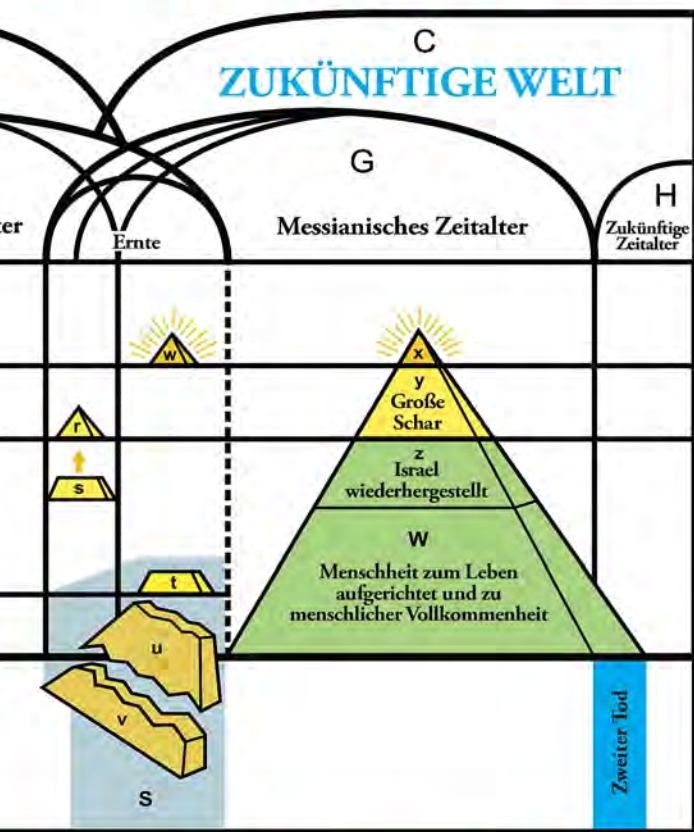 C
ZUKÜNFTIGE WELT
G
H
ter
Ernte
Messianisches Zeitalter
Zukünftige
Zeitalter
w
x
y
Große
Schar
r
z
Israel
wiederhergestellt
s
W
Menschheit zum Leben
aufgerichtet und zu
menschlicher Vollkommenheit
t
u
v
S
Zweiter Tod